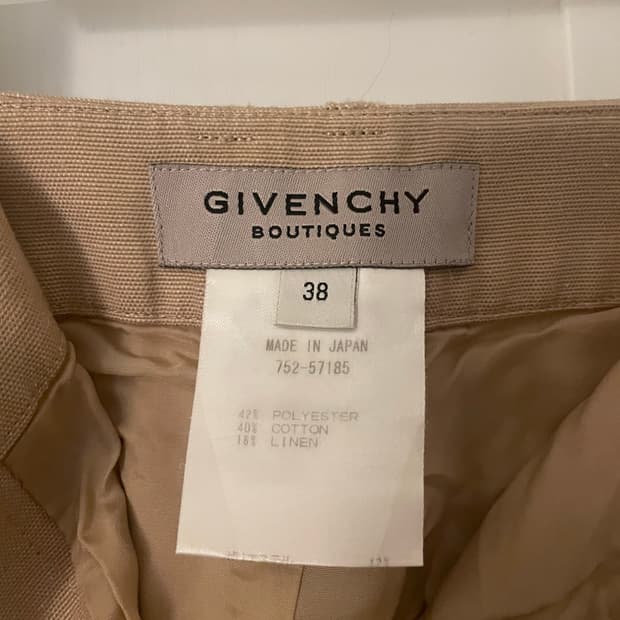 GIVENCHY
BOUTIQUES
38
MADE IN JAPAN
752-57185
42% POLYESTER
40% COTTON
18% LINEN